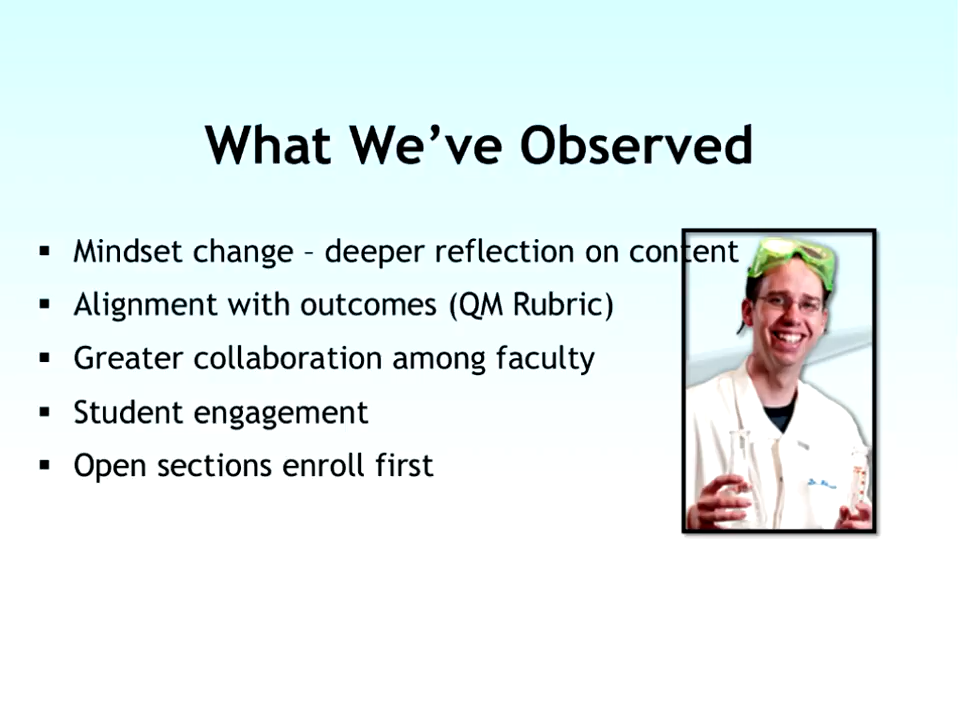 What We’ve Observed
▪ Mindset change – deeper reflection on content
▪ Alignment with outcomes (QM Rubric)
▪ Greater collaboration among faculty
▪ Student engagement
▪ Open sections enroll first